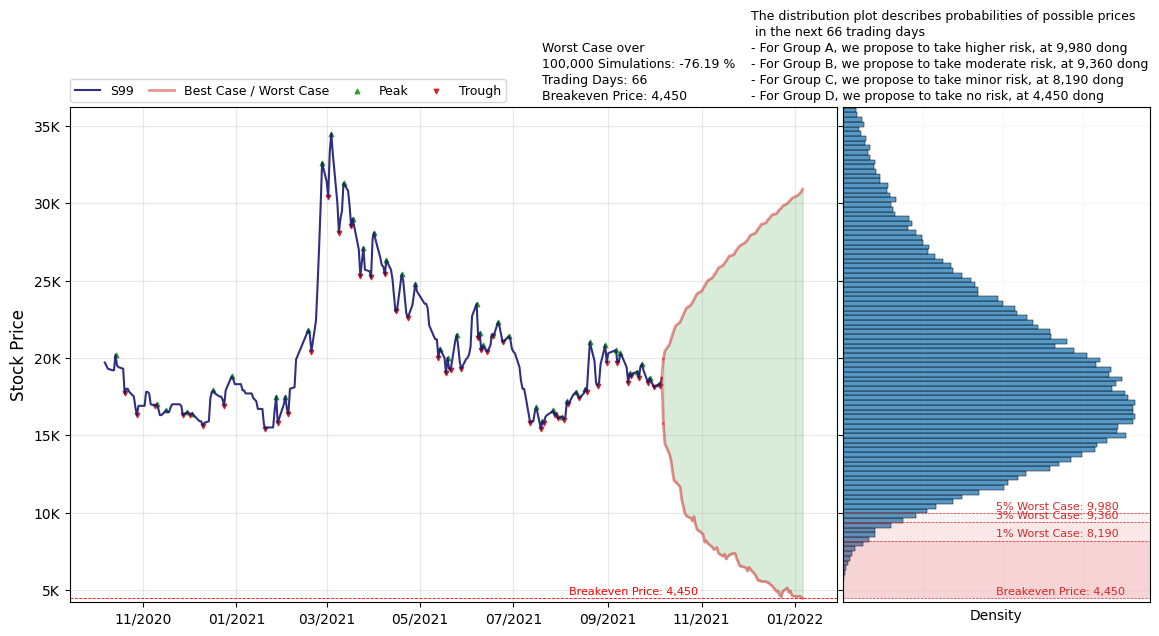 The distribution plot describes probabilities of possible prices
in the next 66 trading days
- For Group A, we propose to take higher risk, at 9,980 dong
- For Group B, we propose to take moderate risk, at 9,360 dong
- For Group C, we propose to take minor risk, at 8,190 dong
- For Group D, we propose to take no risk, at 4,450 dong
Worst Case over
100,000 Simulations: -76.19 %
Trading Days: 66
Breakeven Price: 4,450
S99
Best Case / Worst Case
Peak
Trough
Stock Price
35K
30K
25K
20K
15K
10K
5K
Breakeven Price: 4,450
11/2020
01/2021
03/2021
05/2021
07/2021
09/2021
11/2021
01/2022
5% Worst Case: 9,980
3% Worst Case: 9,360
1% Worst Case: 8,190
Breakeven Price: 4,450
Density